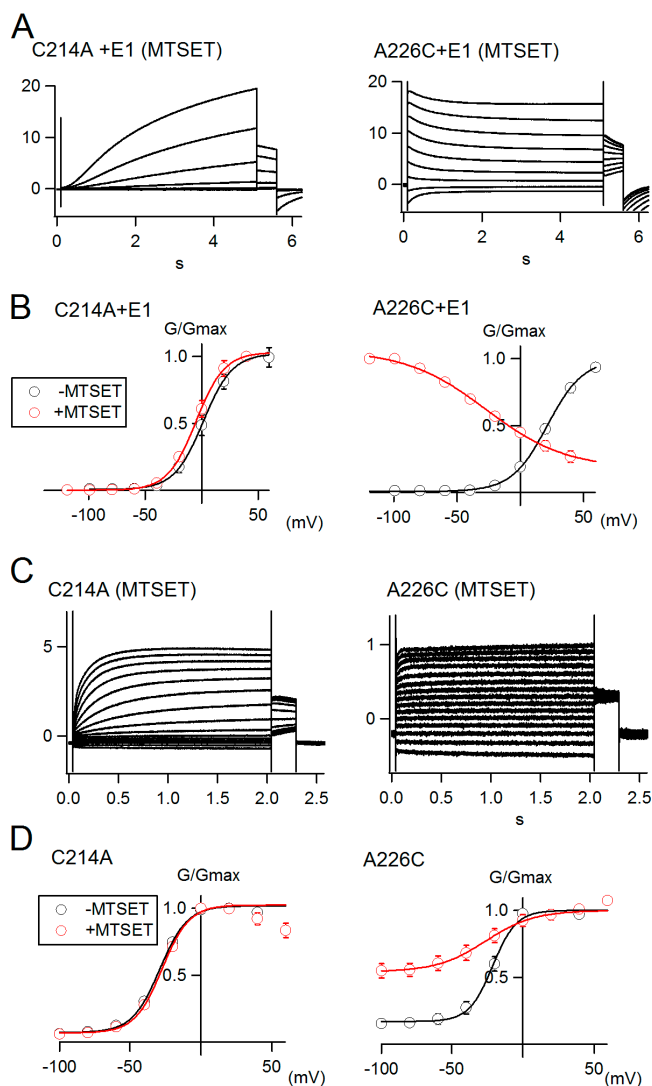 A
C214A +E1 (MTSET)
A226C+E1 (MTSET)
20
10
0
0 2 4 6
s
20
10
0
0 2 4 6
s
B
C214A+E1
A226C+E1
G/Gmax
-MTSET
+MTSET
1.0
0.5
-100 -50 50
(mV)
G/Gmax
1.0
0.5
-100 -50 50
(mV)
C
C214A (MTSET)
A226C (MTSET)
5
0
0.0 0.5 1.0 1.5 2.0 2.5
1
0
0.0 0.5 1.0 1.5 2.0 2.5
s
D
C214A
A226C
G/Gmax
-MTSET
+MTSET
1.0
0.5
-100 -50 50
(mV)
G/Gmax
1.0
0.5
-100 -50 50
(mV)